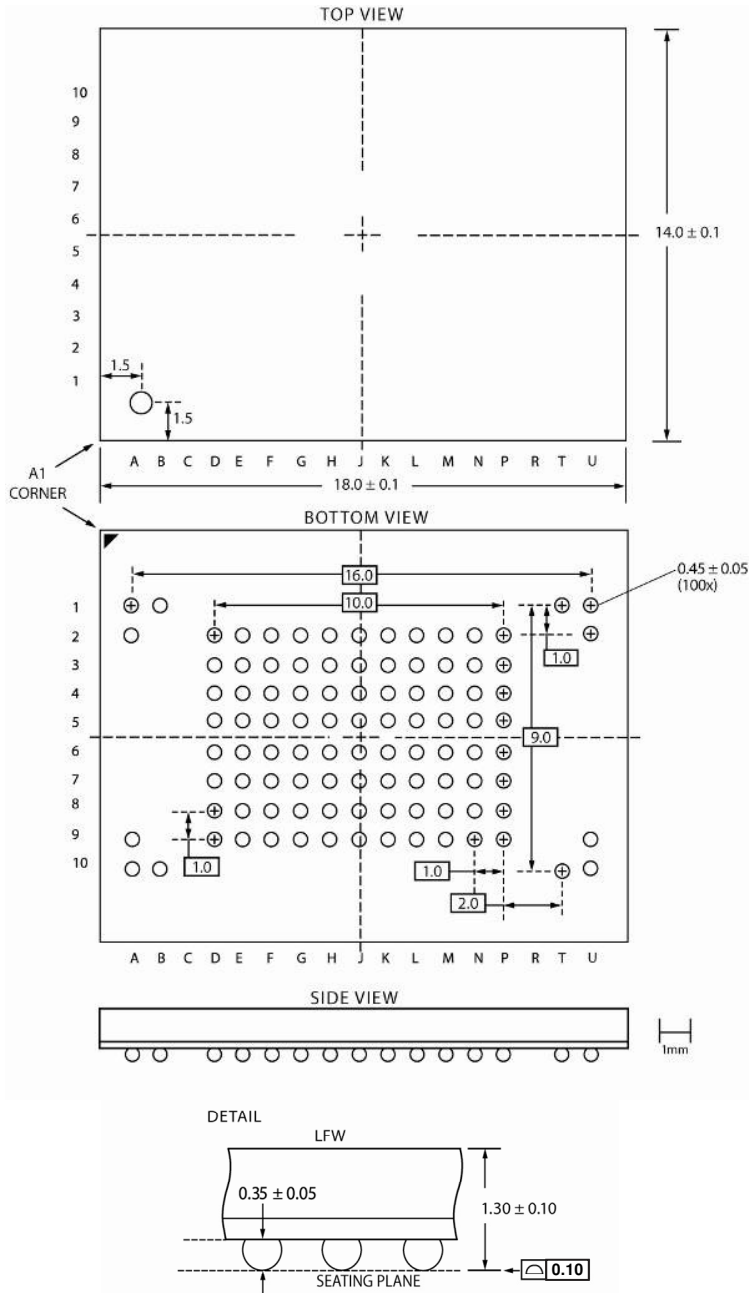 TOP VIEW
10
9
8
7
6
5
4
3
2
1
14.0 ± 0.1
1.5
1.5
A B C D E F G H J K L M N P R T U
18.0 ± 0.1
A1
CORNER
BOTTOM VIEW
16.0
0.45 ± 0.05
(100x)
10.0
1
2
3
4
5
6
7
8
9
10
1.0
9.0
1.0
1.0
2.0
A B C D E F G H J K L M N P R T U
SIDE VIEW
1mm
DETAIL
LFW
0.35 ± 0.05
1.30 ± 0.10
SEATING PLANE
0.10